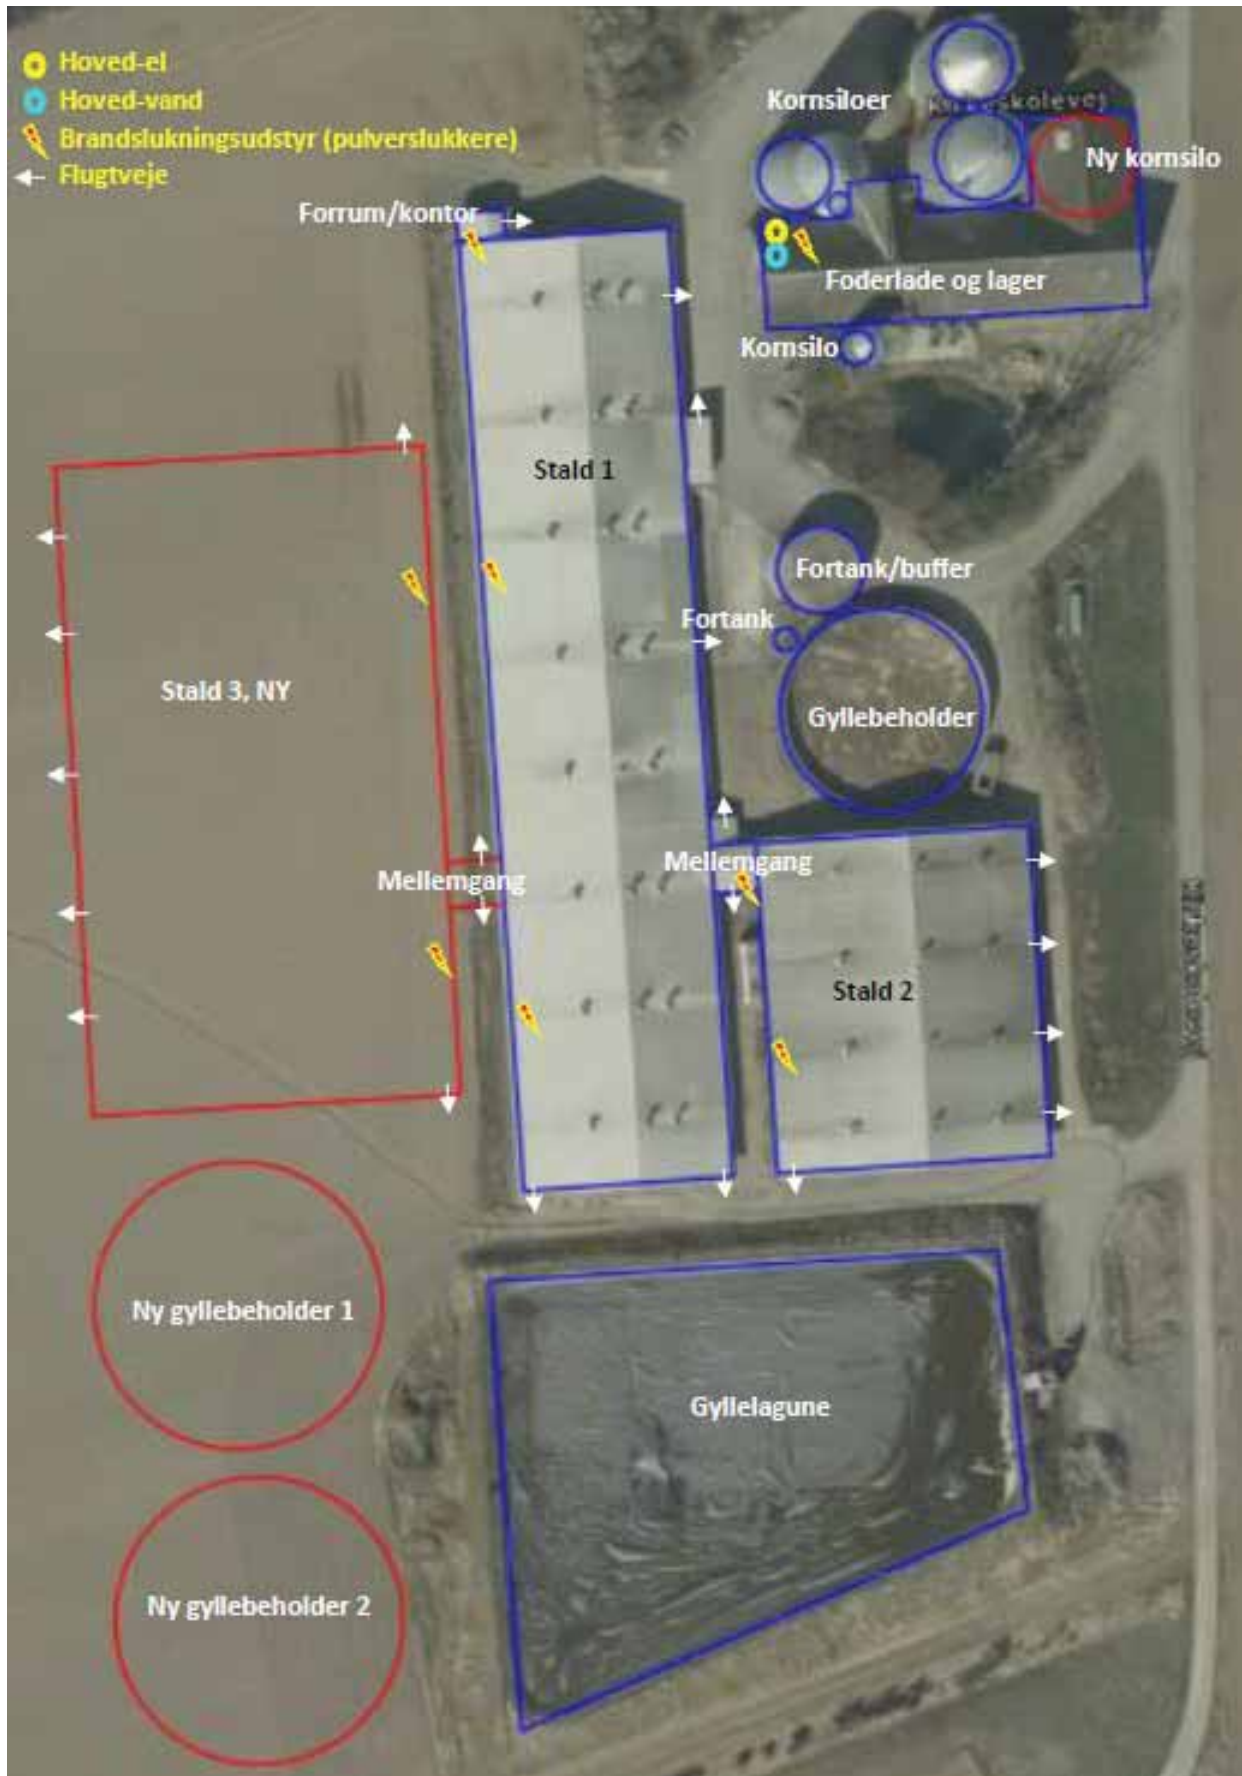 Hoved-el
Hoved-vand
Brandslukningsudstyr (pulverslukkere)
Flugtveje
Kornsiloer
Ny kornsilo
Forrum/kontor
Foderlade og lager
Kornsilo
Stald 1
Fortank/buffer
Fortank
Stald 3, NY
Gyllebeholder
Mellemgang
Mellemgang
Stald 2
Ny gyllebeholder 1
Gyllelagune
Ny gyllebeholder 2